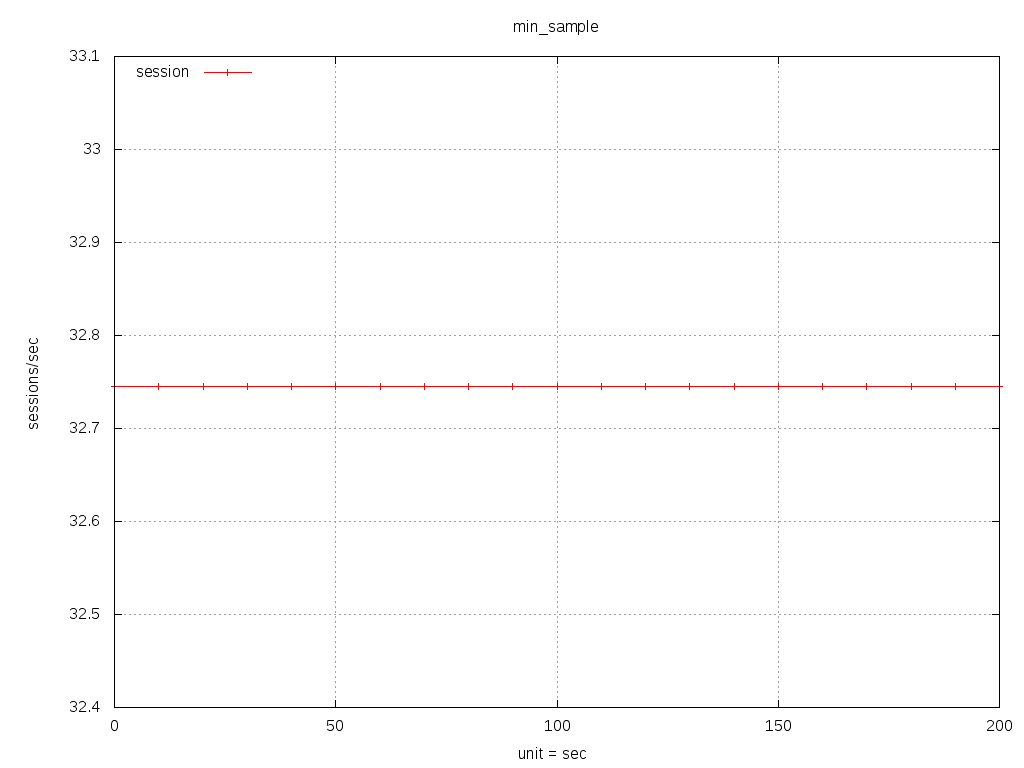 min_sample
33.1
session
33
32.9
32.8
sessions/sec
32.7
32.6
32.5
32.4
0 50 100 150 200
unit = sec